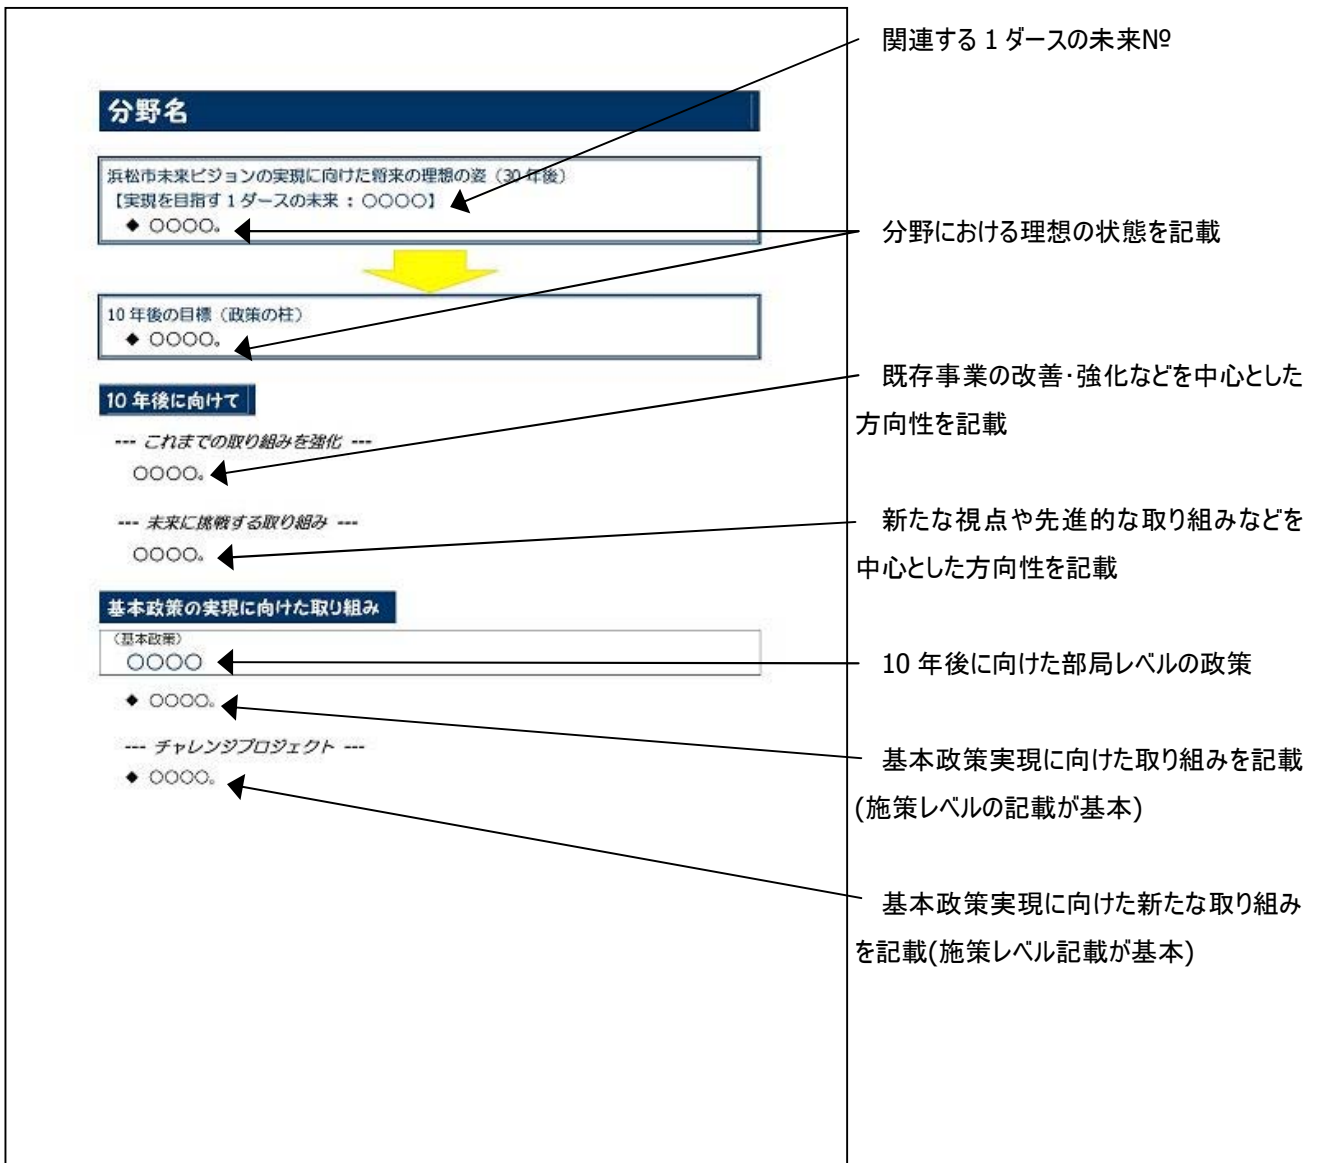 分野名
浜松市未来ビジョンの実現に向けた将来の理想の姿（30 年後）
【実現を目指す 1 ダースの未来 : 〇〇〇〇】
◆ 〇〇〇〇。
10 年後の目標（政策の柱）
◆ 〇〇〇〇。
10 年後に向けて
--- これまでの取り組みを強化 ---
〇〇〇〇。
--- 未来に挑戦する取り組み ---
〇〇〇〇。
基本政策の実現に向けた取り組み
（基本政策）
〇〇〇〇
◆ 〇〇〇〇。
--- チャレンジプロジェクト ---
◆ 〇〇〇〇。
関連する 1 ダースの未来№
分野における理想の状態を記載
既存事業の改善･強化などを中心とした
方向性を記載
新たな視点や先進的な取り組みなどを
中心とした方向性を記載
10 年後に向けた部局レベルの政策
基本政策実現に向けた取り組みを記載
(施策レベルの記載が基本)
基本政策実現に向けた新たな取り組み
を記載(施策レベル記載が基本)